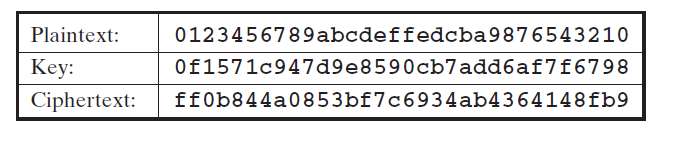 Plaintext: 0123456789abcdeffedcba9876543210
Key: 0f1571c947d9e8590cb7add6af7f6798
Ciphertext: ff0b844a0853bf7c6934ab4364148fb9